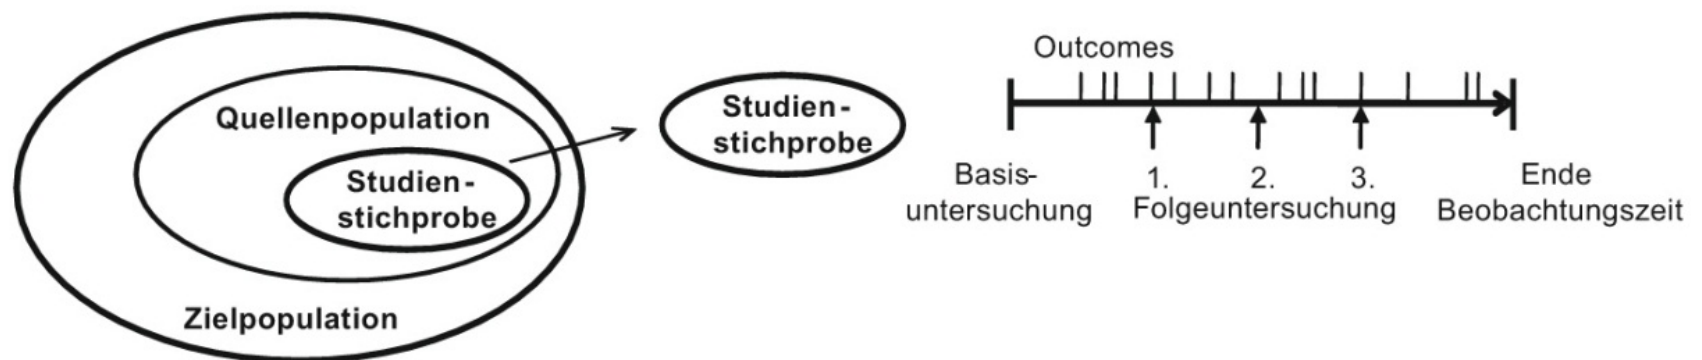 Quellenpopulation
Studien-
stichprobe
Zielpopulation
Studien-
stichprobe
Outcomes
Basis-
untersuchung
1. 2. 3.
Folgeuntersuchung
Ende
Beobachtungszeit